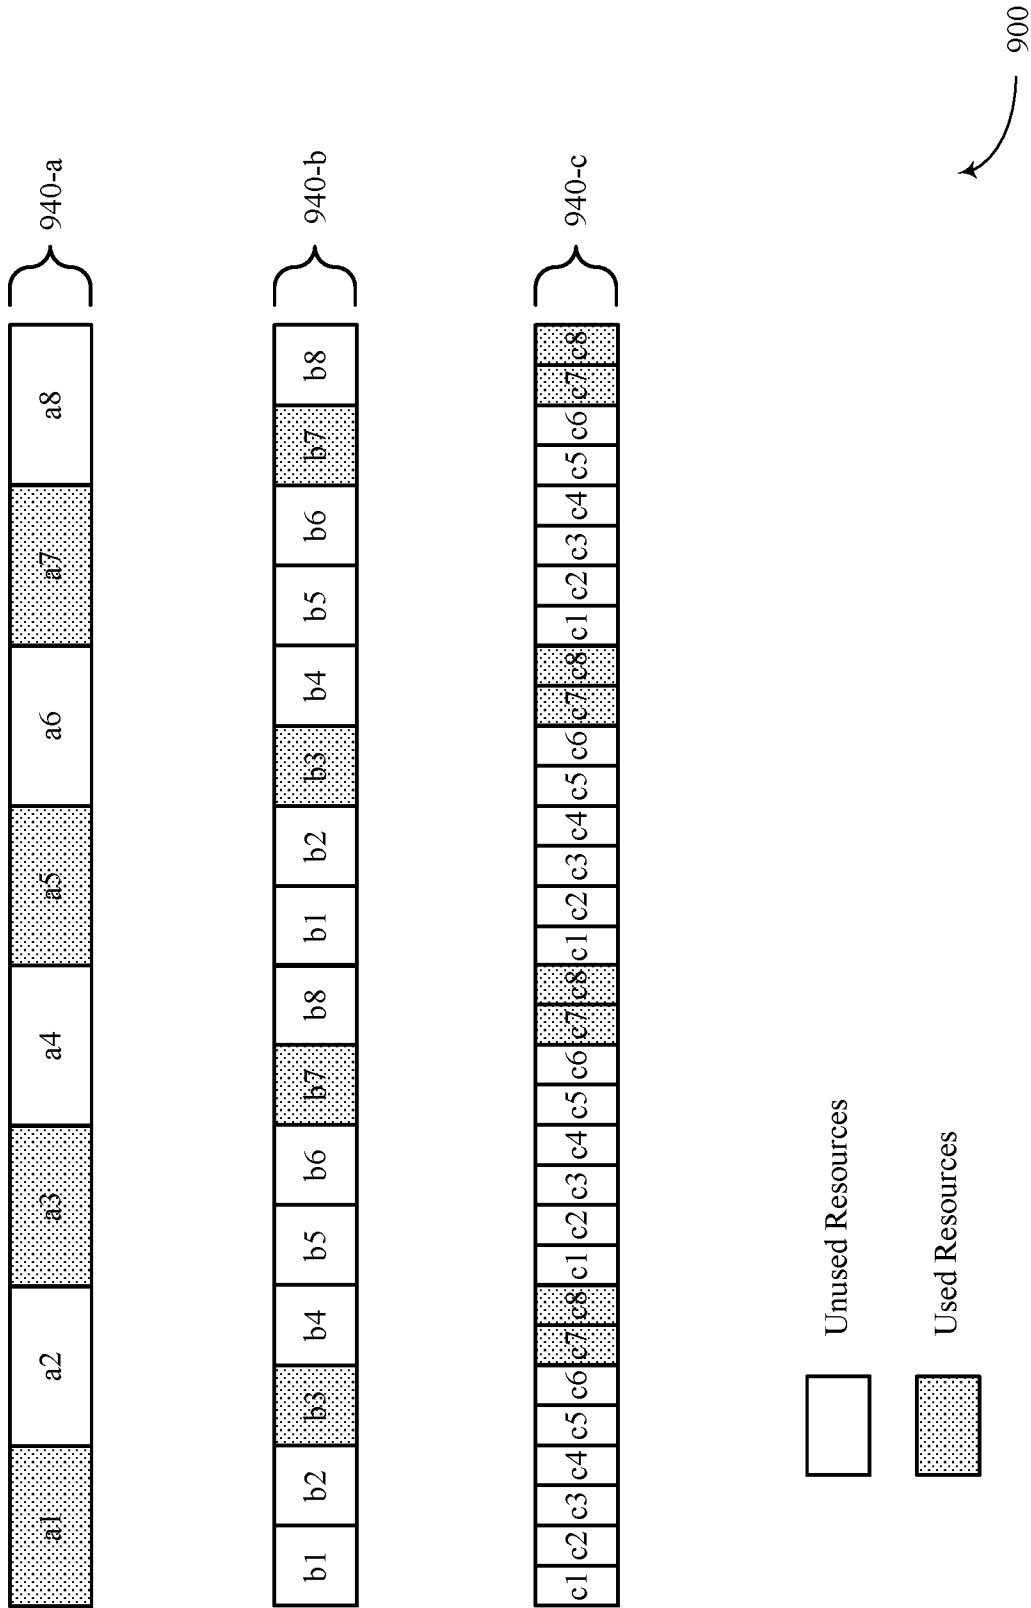 a1 a2 a3 a4 a5 a6 a7 a8 940-a
b1 b2 b3 b4 b5 b6 b7 b8 b1 b2 b3 b4 b5 b6 b7 b8 940-b
c1 c2 c3 c4 c5 c6 c7 c8 c1 c2 c3 c4 c5 c6 c7 c8 c1 c2 c3 c4 c5 c6 c7 c8 c1 c2 c3 c4 c5 c6 c7 c8 940-c
Unused Resources
Used Resources
900